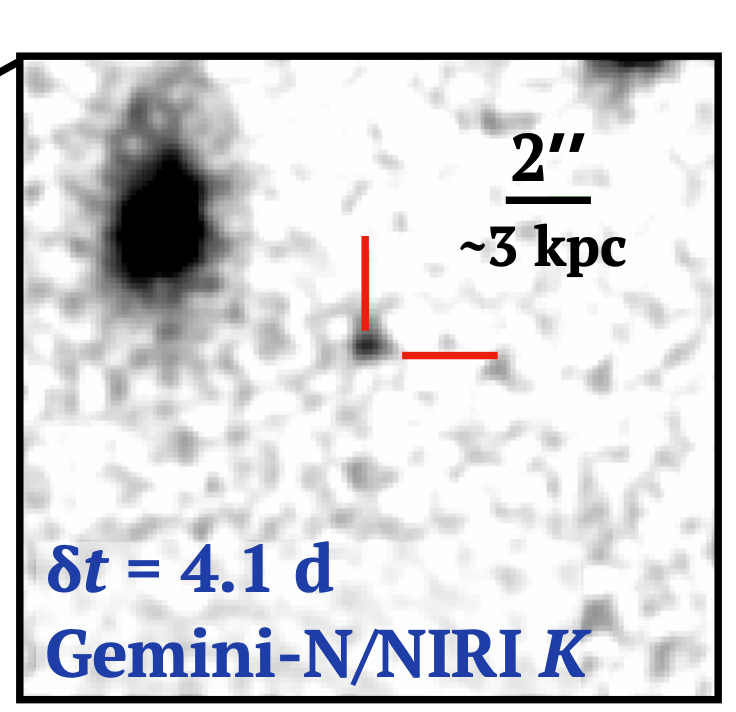 2″
~3 kpc
δt = 4.1 d
Gemini-N/NIRI K